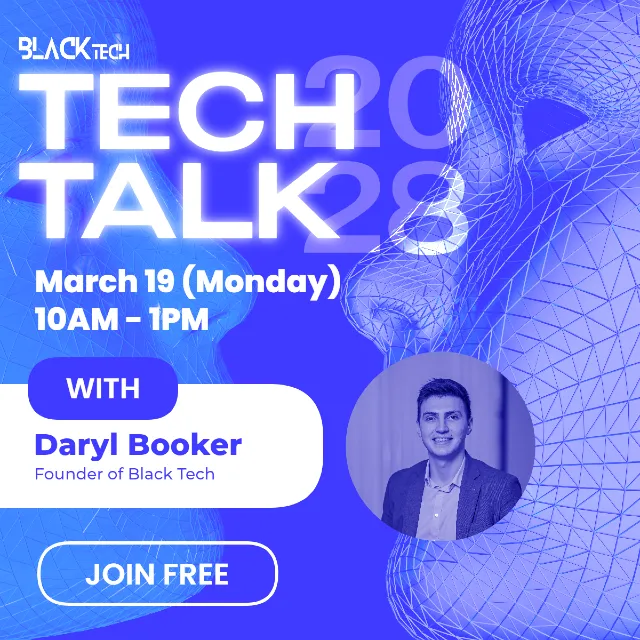 BLACK TECH
TECH
TALK
20
28
March 19 (Monday)
10AM - 1PM
WITH
Daryl Booker
Founder of Black Tech
JOIN FREE